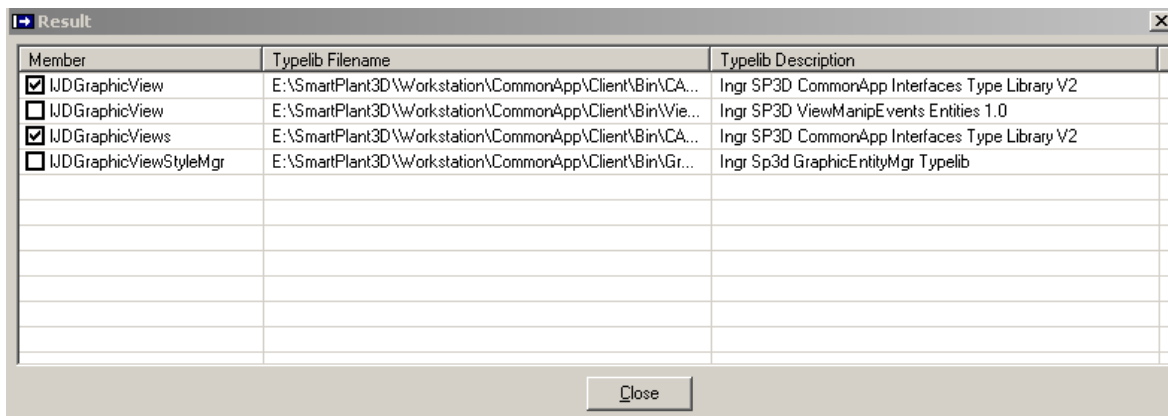 Result
Member Typelib Filename Typelib Description
IJDGraphicView E:\SmartPlant3D\Workstation\CommonApp\Client\Bin\CA... Ingr SP3D CommonApp Interfaces Type Library V2
IJDGraphicView E:\SmartPlant3D\Workstation\CommonApp\Client\Bin\Vie... Ingr SP3D ViewManipEvents Entities 1.0
IJDGraphicViews E:\SmartPlant3D\Workstation\CommonApp\Client\Bin\CA... Ingr SP3D CommonApp Interfaces Type Library V2
IJDGraphicViewStyleMgr E:\SmartPlant3D\Workstation\CommonApp\Client\Bin\Gr... Ingr Sp3d GraphicEntityMgr Typelib
Close